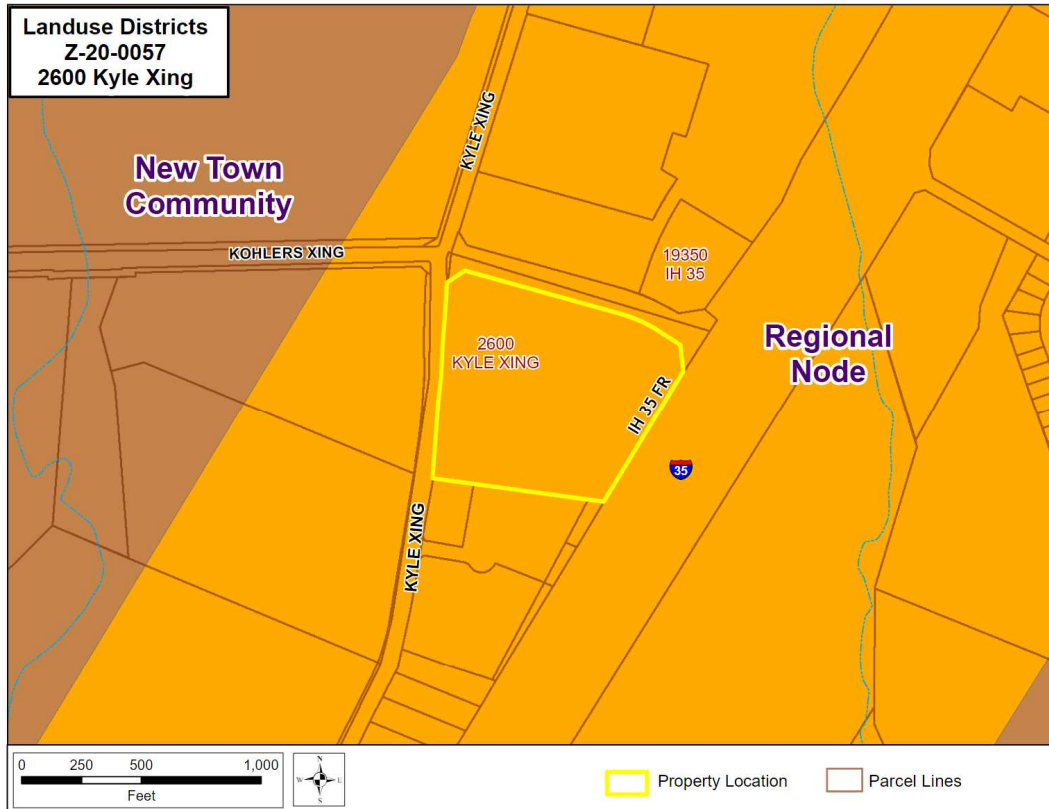 Landuse Districts
Z-20-0057
2600 Kyle Xing
KYLE XING
New Town
Community
KOHLERS XING
19350
IH 35
2600
KYLE XING
Regional
Node
IH 35 FR
35
KYLE XING
0 250 500 1,000
Feet
N
W E
S
Property Location
Parcel Lines